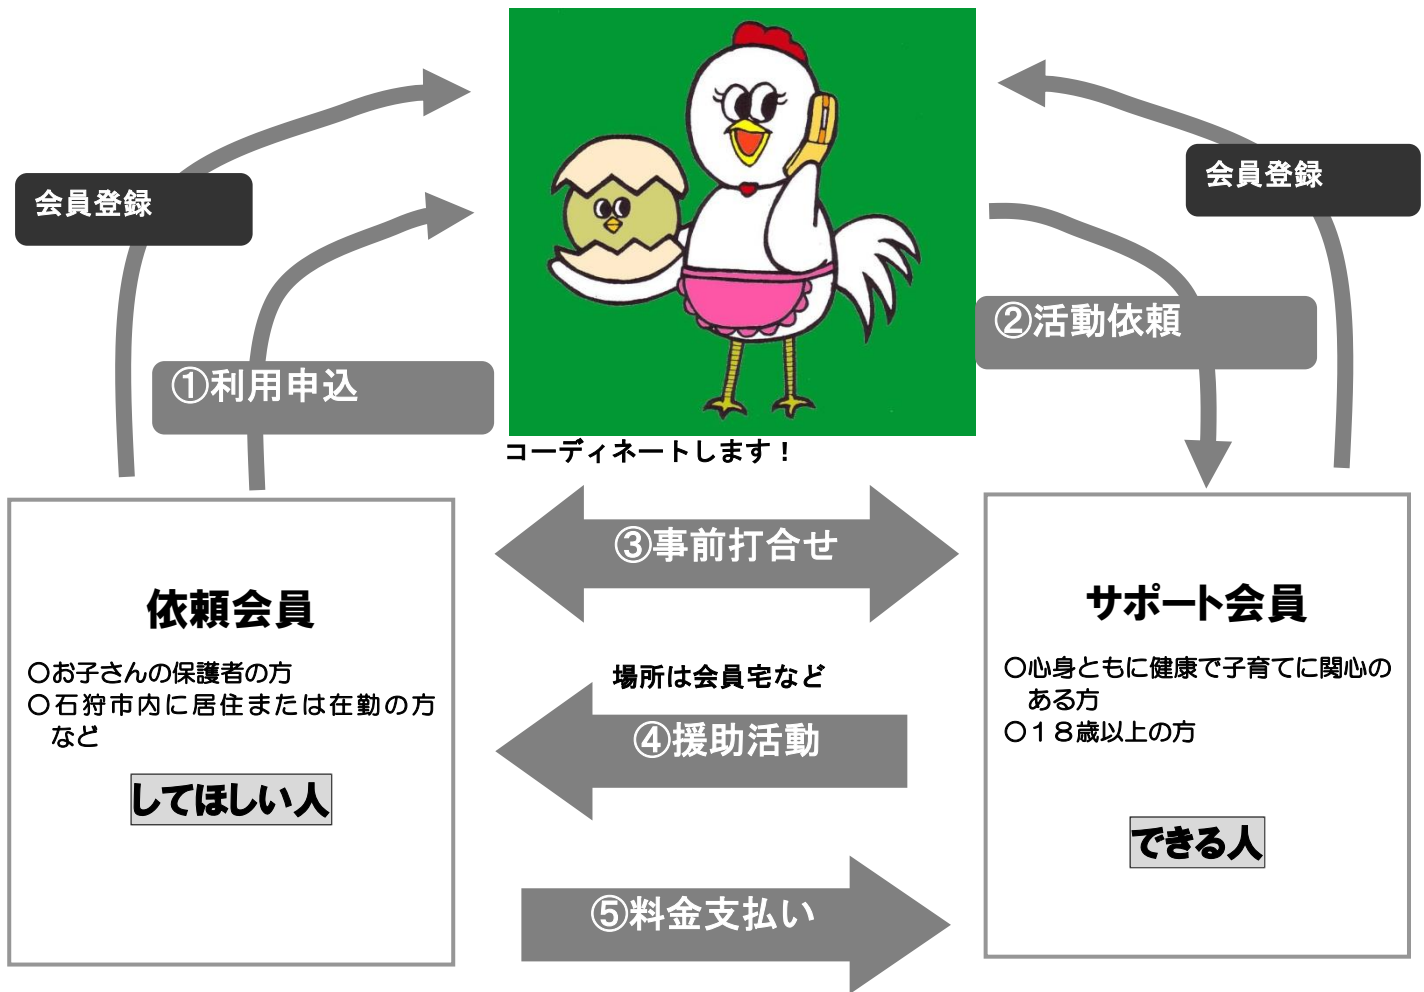 会員登録
会員登録
①利用申込
②活動依頼
コーディネートします！
③事前打合せ
依頼会員
○お子さんの保護者の方
○石狩市内に居住または在勤の方
など
してほしい人
場所は会員宅など
④援助活動
⑤料金支払い
サポート会員
○心身ともに健康で子育てに関心の
ある方
○１８歳以上の方
できる人